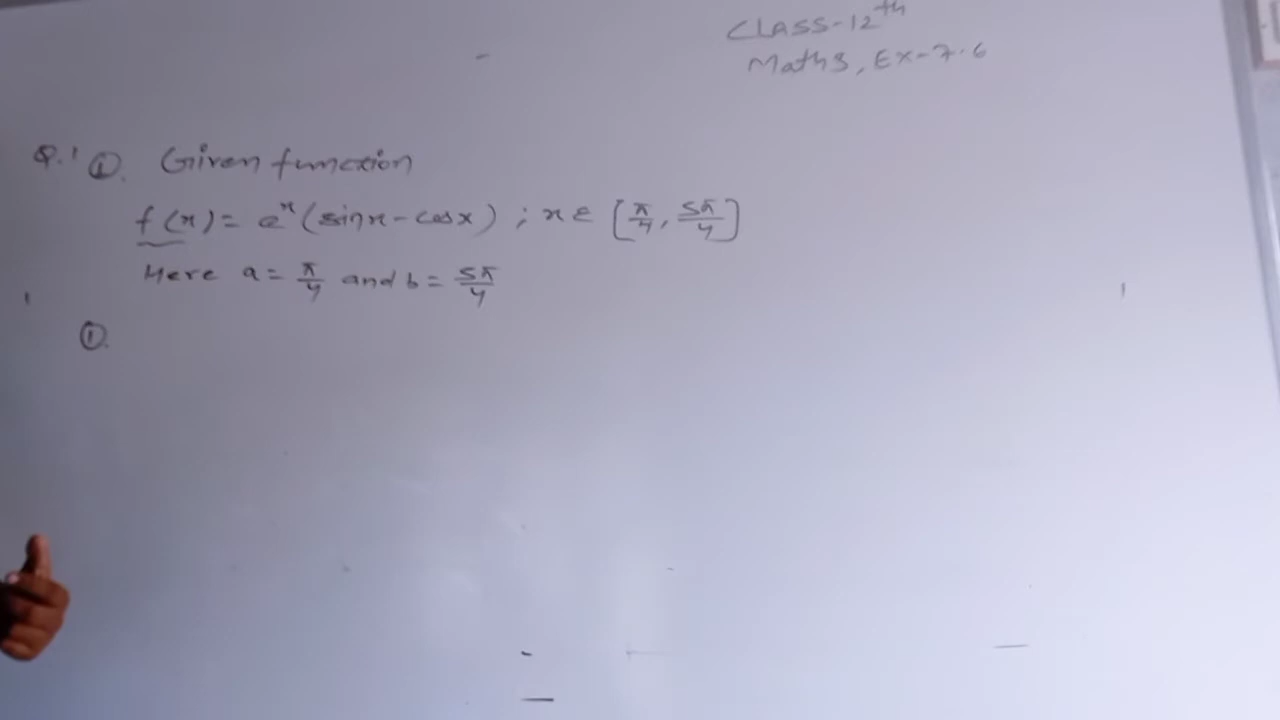 CLASS-12th
Maths, Ex-7.6
Q.1 ①. Given function
f(x) = e^x (sinx - cosx) ; x ∈ [π/4, 5π/4]
Here a = π/4 and b = 5π/4
①.